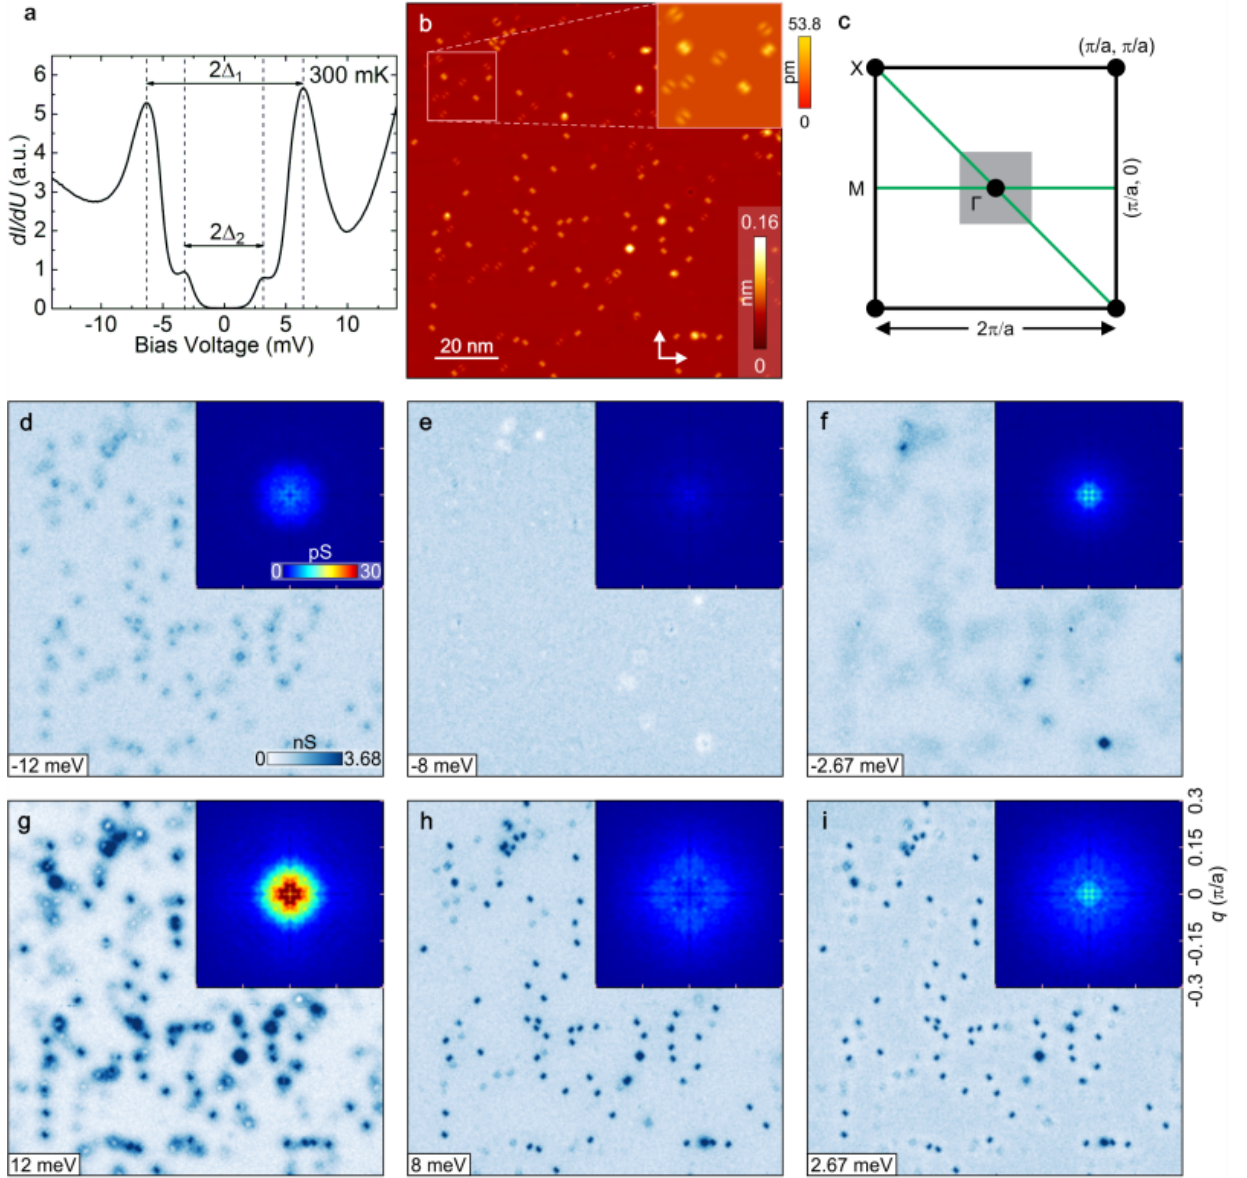 a
dI/dU (a.u.)
6
5
4
3
2
1
0
2Δ1
300 mK
2Δ2
-10 -5 0 5 10
Bias Voltage (mV)
b
53.8
pm
0
0.16
nm
0
20 nm
c
(π/a, π/a)
X
M
Γ
(π/a, 0)
2π/a
d
pS
0 30
nS
0 3.68
-12 meV
e
-8 meV
f
-2.67 meV
g
12 meV
h
8 meV
i
2.67 meV
0.3
0.15
0
-0.15
-0.3
q (π/a)